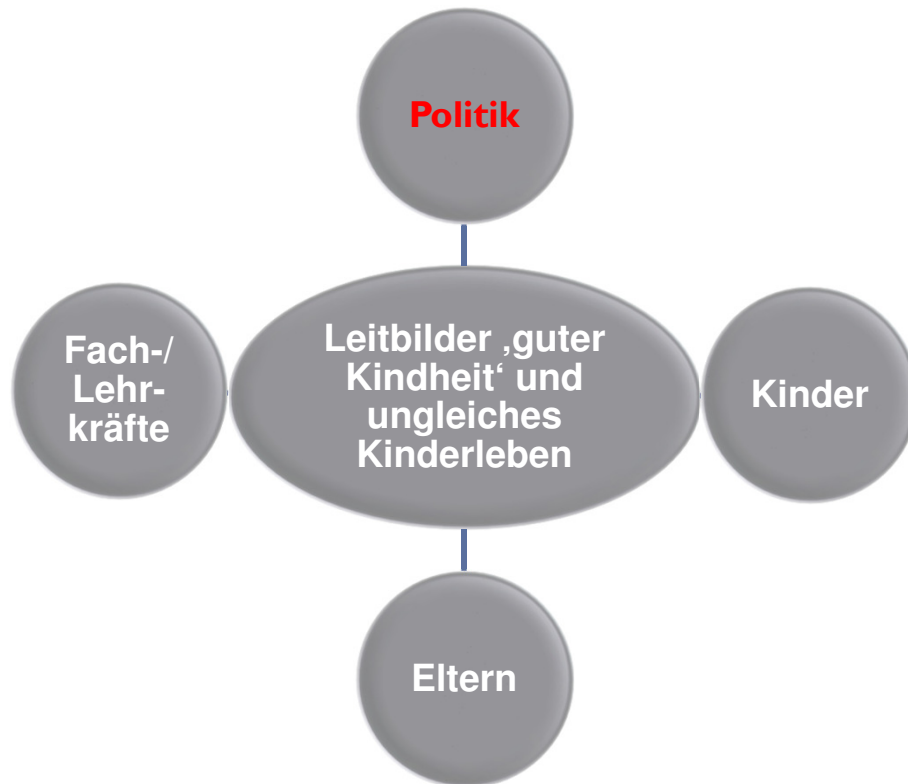 Politik
Fach-/
Lehr-
kräfte
Leitbilder ‚guter
Kindheit‘ und
ungleiches
Kinderleben
Kinder
Eltern